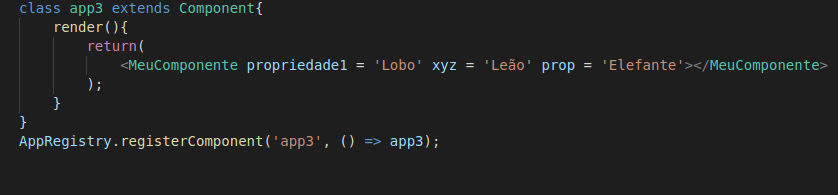 class app3 extends Component{
render(){
return(
<MeuComponente propriedade1 = 'Lobo' xyz = 'Leão' prop = 'Elefante'></MeuComponente>
);
}
}
AppRegistry.registerComponent('app3', () => app3);